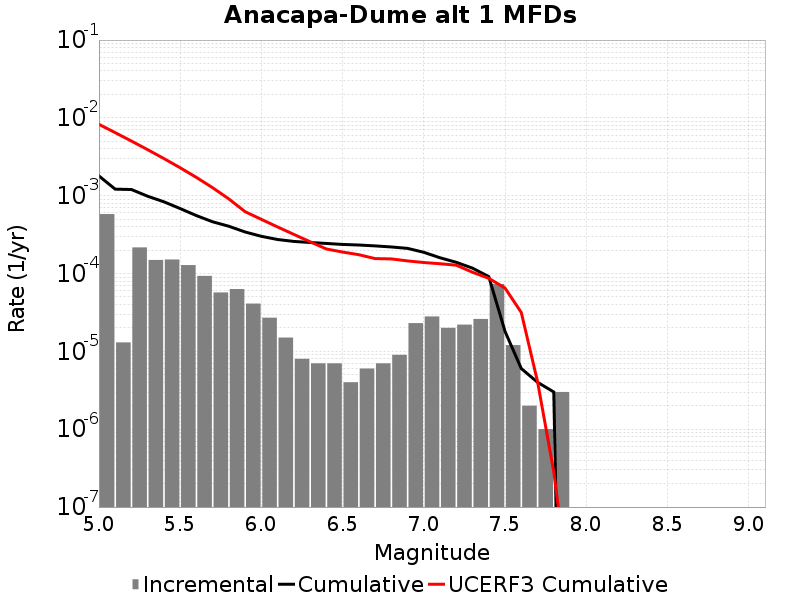 Anacapa-Dume alt 1 MFDs
10-1
10-2
10-3
10-4
10-5
10-6
10-7
Rate (1/yr)
5.0 5.5 6.0 6.5 7.0 7.5 8.0 8.5 9.0
Magnitude
Incremental Cumulative UCERF3 Cumulative